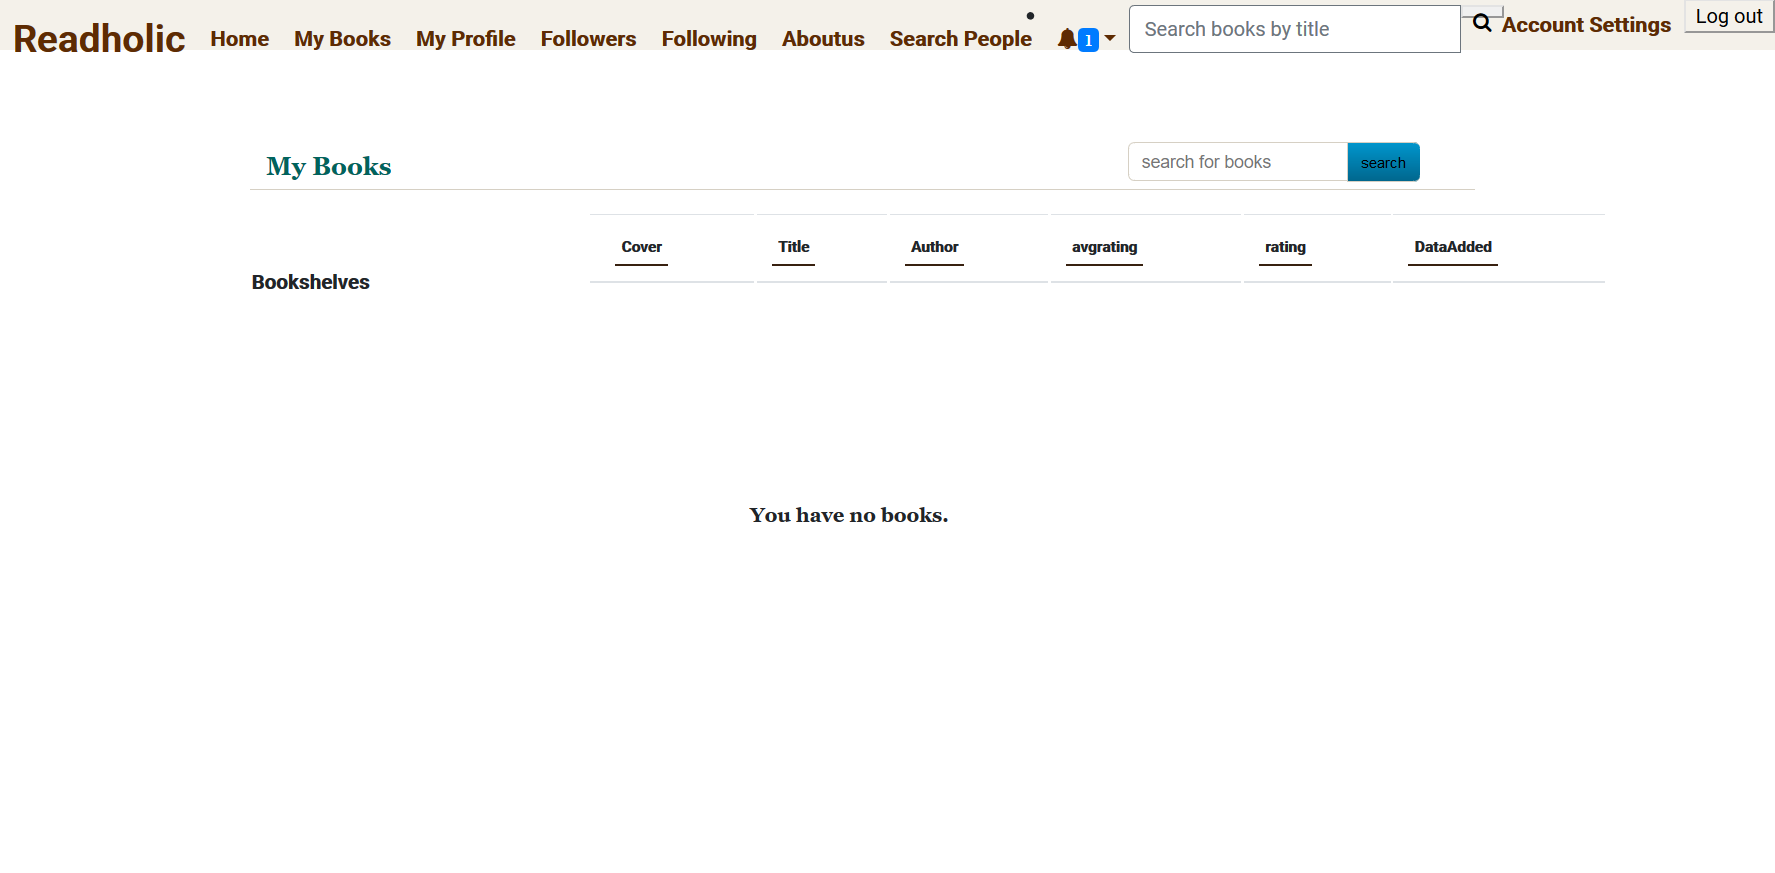 Readholic Home My Books My Profile Followers Following Aboutus Search People 1 Search books by title Account Settings Log out
My Books search for books search
Cover Title Author avgrating rating DataAdded
Bookshelves
You have no books.